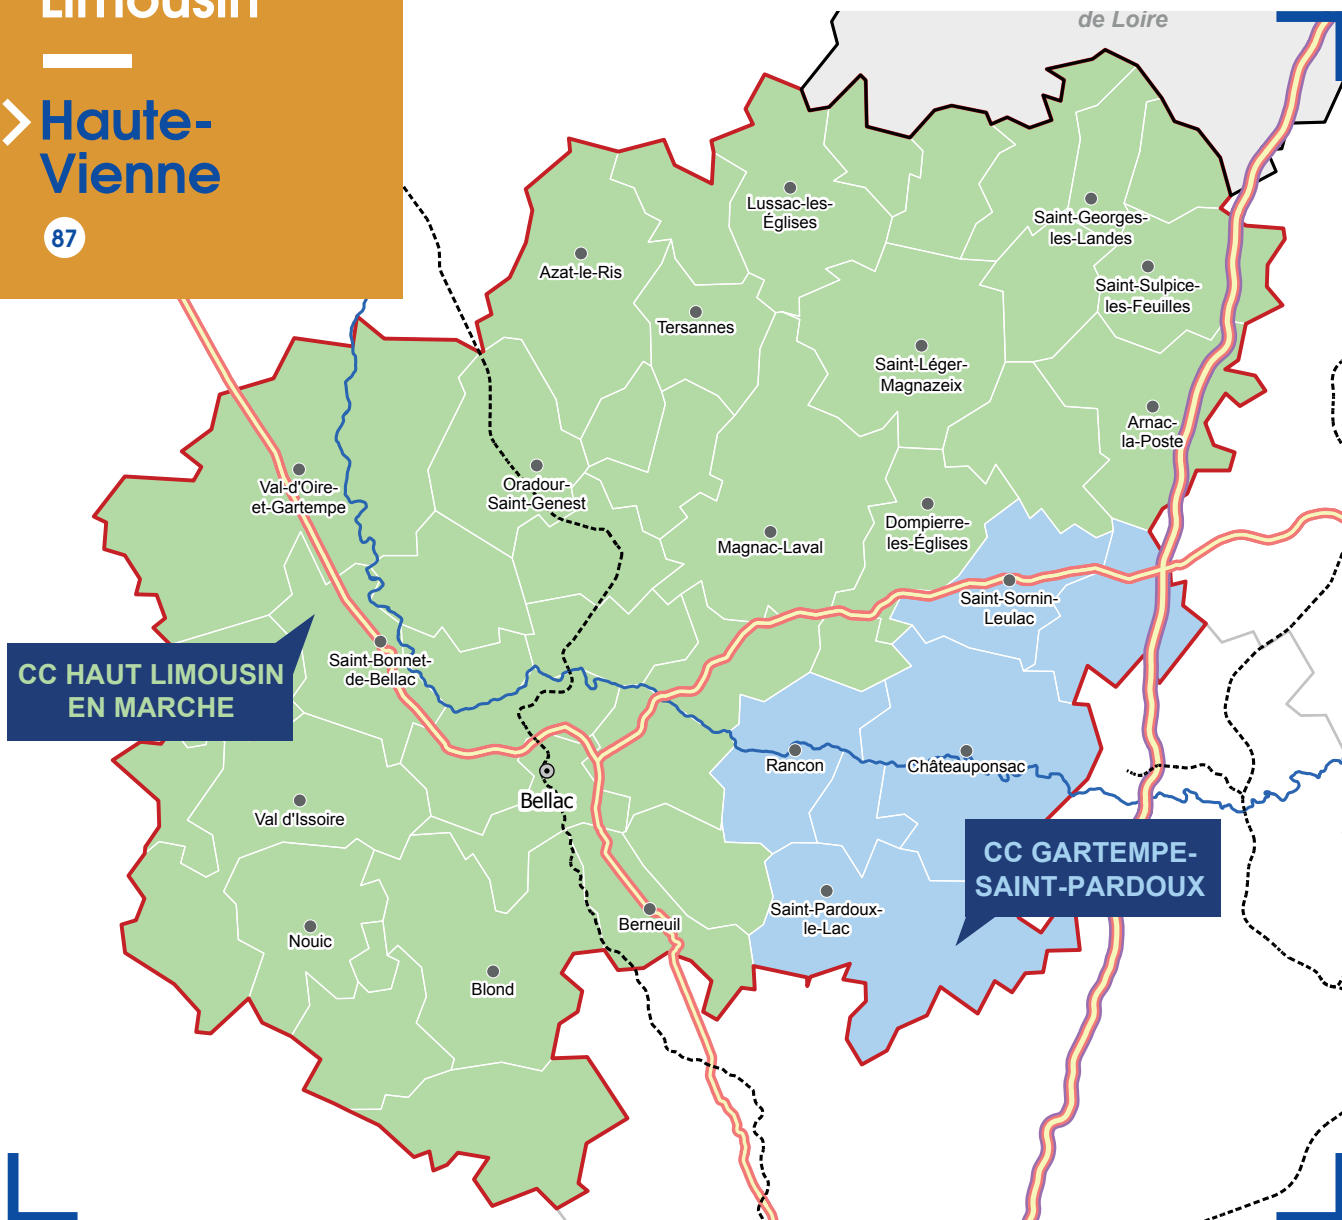 Limousin
Haute-
Vienne
87
de Loire
Lussac-les-
Églises
Saint-Georges-
les-Landes
Azat-le-Ris
Saint-Sulpice-
les-Feuilles
Tersannes
Saint-Léger-
Magnazeix
Arnac-
la-Poste
Val-d'Oire-
et-Gartempe
Oradour-
Saint-Genest
Magnac-Laval
Dompierre-
les-Églises
Saint-Sornin-
Leulac
Saint-Bonnet-
de-Bellac
CC HAUT LIMOUSIN
EN MARCHE
Rancon
Châteauponsac
Bellac
Val d'Issoire
CC GARTEMPE-
SAINT-PARDOUX
Saint-Pardoux-
le-Lac
Berneuil
Nouic
Blond